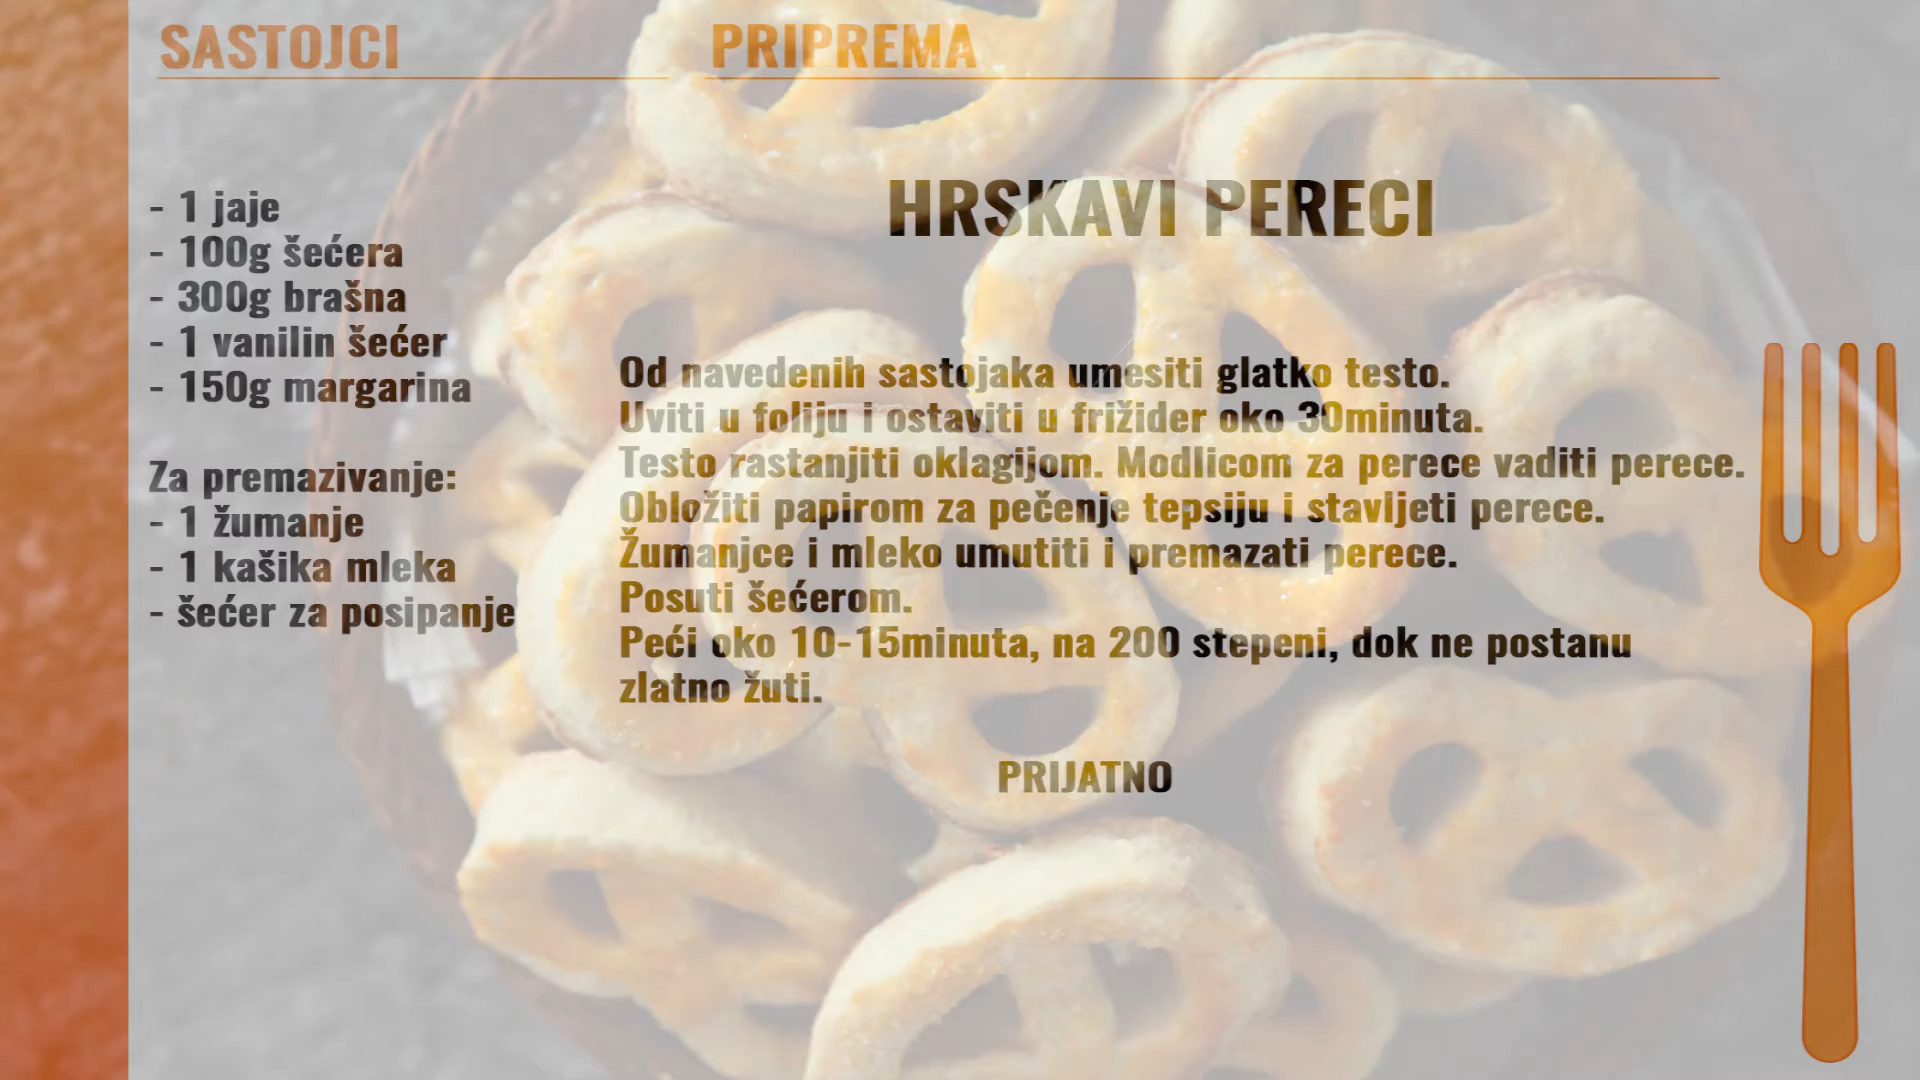 SASTOJCI
- 1 jaje
- 100g šećera
- 300g brašna
- 1 vanilin šećer
- 150g margarina
Za premazivanje:
- 1 žumanje
- 1 kašika mleka
- šećer za posipanje
PRIPREMA
HRSKAVI PERECI
Od navedenih sastojaka umesiti glatko testo.
Uviti u foliju i ostaviti u frižider oko 30minuta.
Testo rastanjiti oklagijom. Modlicom za perece vaditi perece.
Obložiti papirom za pečenje tepsiju i stavljeti perece.
Žumanjce i mleko umutiti i premazati perece.
Posuti šećerom.
Peći oko 10-15minuta, na 200 stepeni, dok ne postanu
zlatno žuti.
PRIJATNO